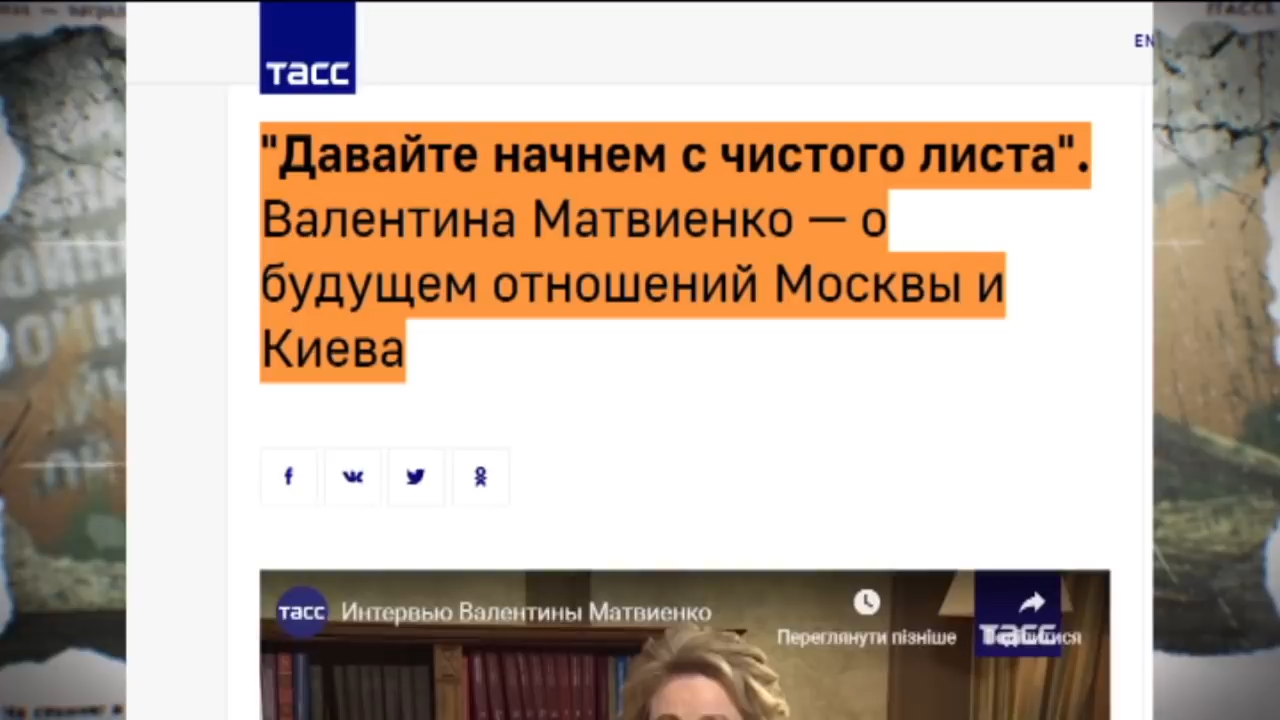 тасс
EN
"Давайте начнем с чистого листа".
Валентина Матвиенко — о
будущем отношений Москвы и
Киева
f
тасс Интервью Валентины Матвиенко
Переглянути пізніше
тасс